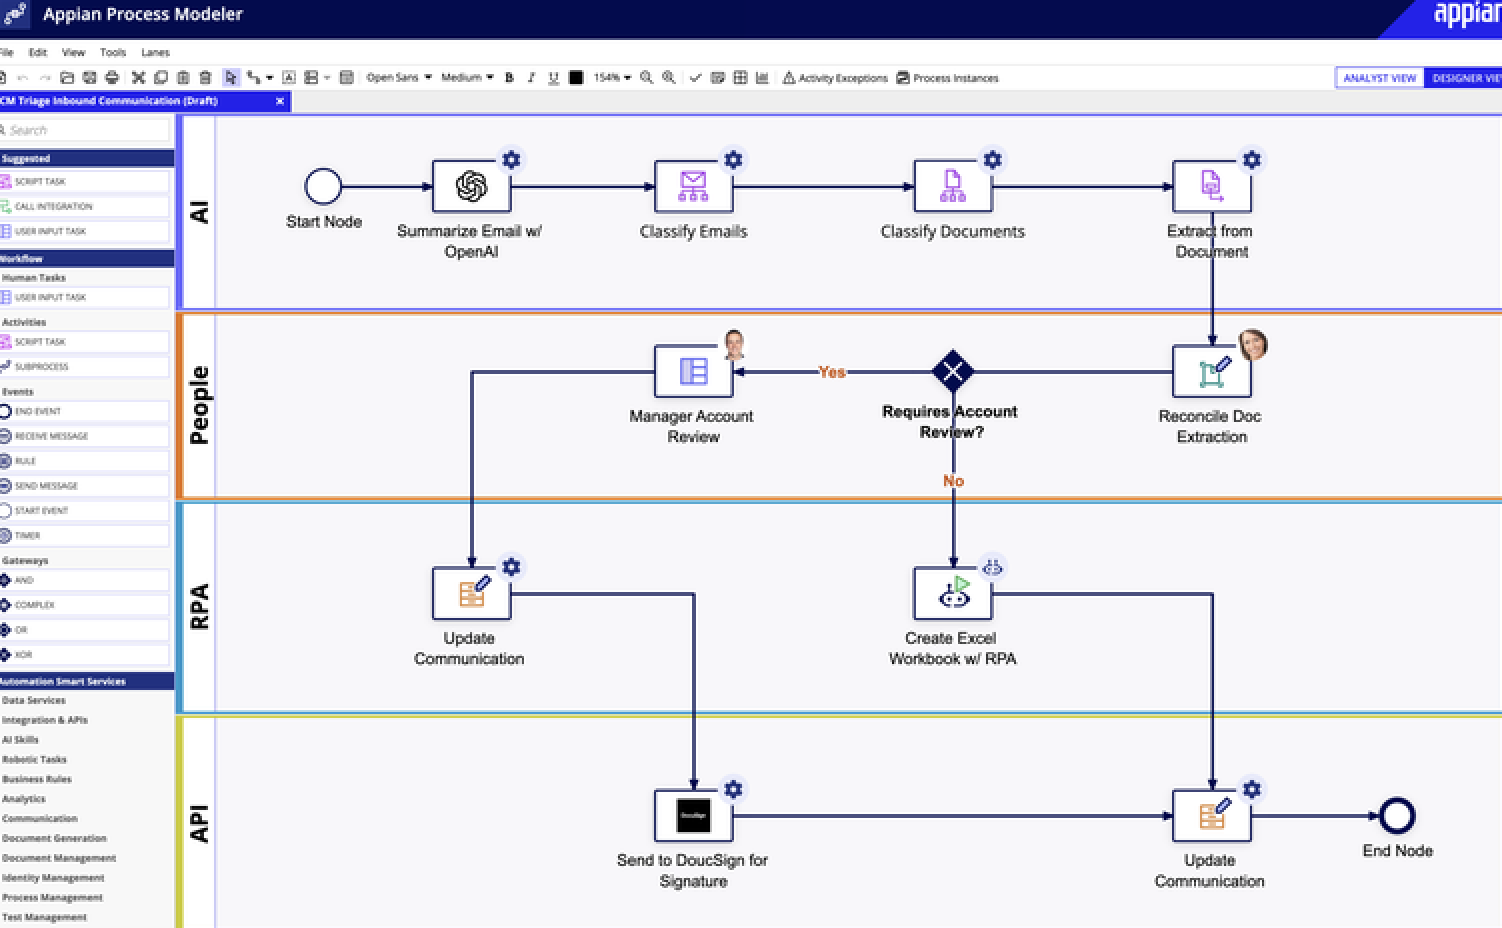 Appian Process Modeler
appian
File Edit View Tools Lanes
Open Sans Medium B I U 154% Activity Exceptions Process Instances
ANALYST VIEW DESIGNER VIE
CM Triage Inbound Communication (Draft) ×
Search
Suggested
SCRIPT TASK
CALL INTEGRATION
USER INPUT TASK
Workflow
Human Tasks
USER INPUT TASK
Activities
SCRIPT TASK
SUBPROCESS
Events
END EVENT
RECEIVE MESSAGE
RULE
SEND MESSAGE
START EVENT
TIMER
Gateways
AND
COMPLEX
OR
XOR
Automation Smart Services
Data Services
Integration & APIs
AI Skills
Robotic Tasks
Business Rules
Analytics
Communication
Document Generation
Document Management
Identity Management
Process Management
Test Management
AI
Start Node
Summarize Email w/
OpenAI
Classify Emails
Classify Documents
Extract from
Document
People
Manager Account
Review
Yes
Requires Account
Review?
No
Reconcile Doc
Extraction
RPA
Update
Communication
Create Excel
Workbook w/ RPA
API
DocuSign
Send to DoucSign for
Signature
Update
Communication
End Node